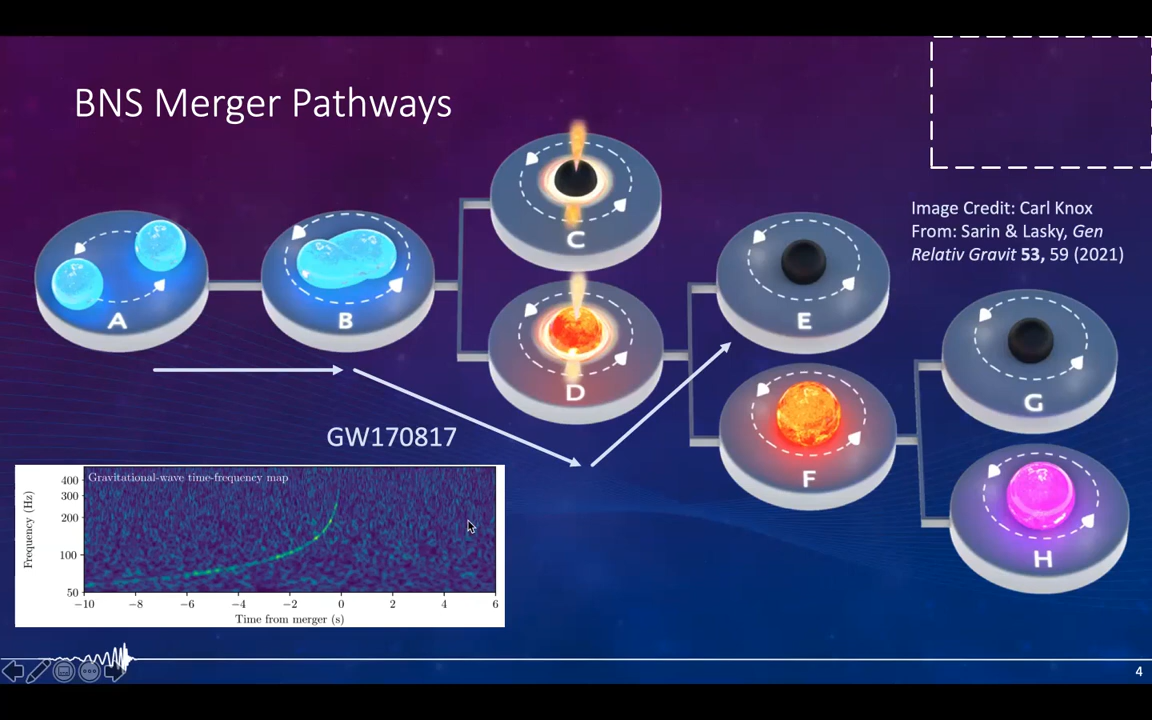 BNS Merger Pathways
Image Credit: Carl Knox
From: Sarin & Lasky, Gen
Relativ Gravit 53, 59 (2021)
A
B
C
D
E
F
G
H
GW170817
Gravitational-wave time-frequency map
Frequency (Hz)
400
300
200
100
50
−10 −8 −6 −4 −2 0 2 4 6
Time from merger (s)
4